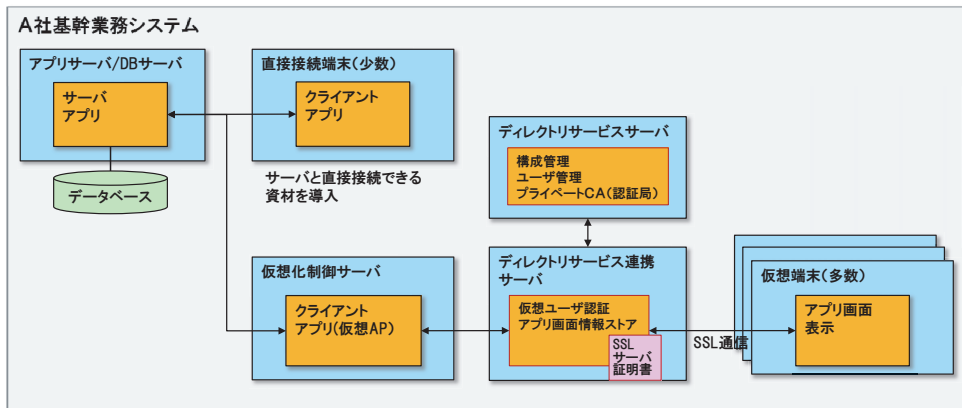 A社基幹業務システム
アプリサーバ/DBサーバ
サーバ
アプリ
データベース
直接接続端末(少数)
クライアント
アプリ
サーバと直接接続できる
資材を導入
ディレクトリサービスサーバ
構成管理
ユーザ管理
プライベートCA(認証局)
仮想化制御サーバ
クライアント
アプリ(仮想AP)
ディレクトリサービス連携
サーバ
仮想ユーザ認証
アプリ画面情報ストア
SSL
サーバ
証明書
SSL通信
仮想端末(多数)
アプリ画面
表示